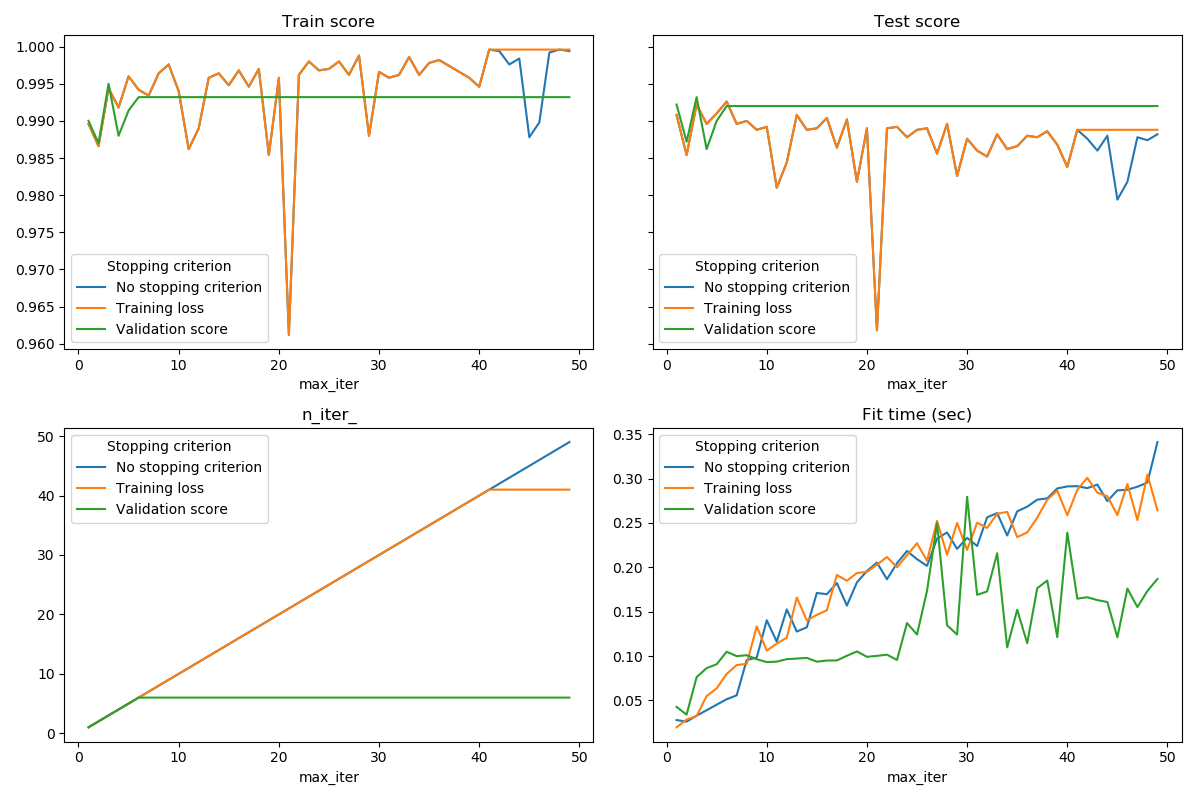 Train score
1.000
0.995
0.990
0.985
0.980
0.975
0.970
0.965
0.960
Stopping criterion
No stopping criterion
Training loss
Validation score
0 10 20 30 40 50
max_iter
Test score
Stopping criterion
No stopping criterion
Training loss
Validation score
0 10 20 30 40 50
max_iter
n_iter_
50
40
30
20
10
0
Stopping criterion
No stopping criterion
Training loss
Validation score
0 10 20 30 40 50
max_iter
Fit time (sec)
0.35
0.30
0.25
0.20
0.15
0.10
0.05
Stopping criterion
No stopping criterion
Training loss
Validation score
0 10 20 30 40 50
max_iter